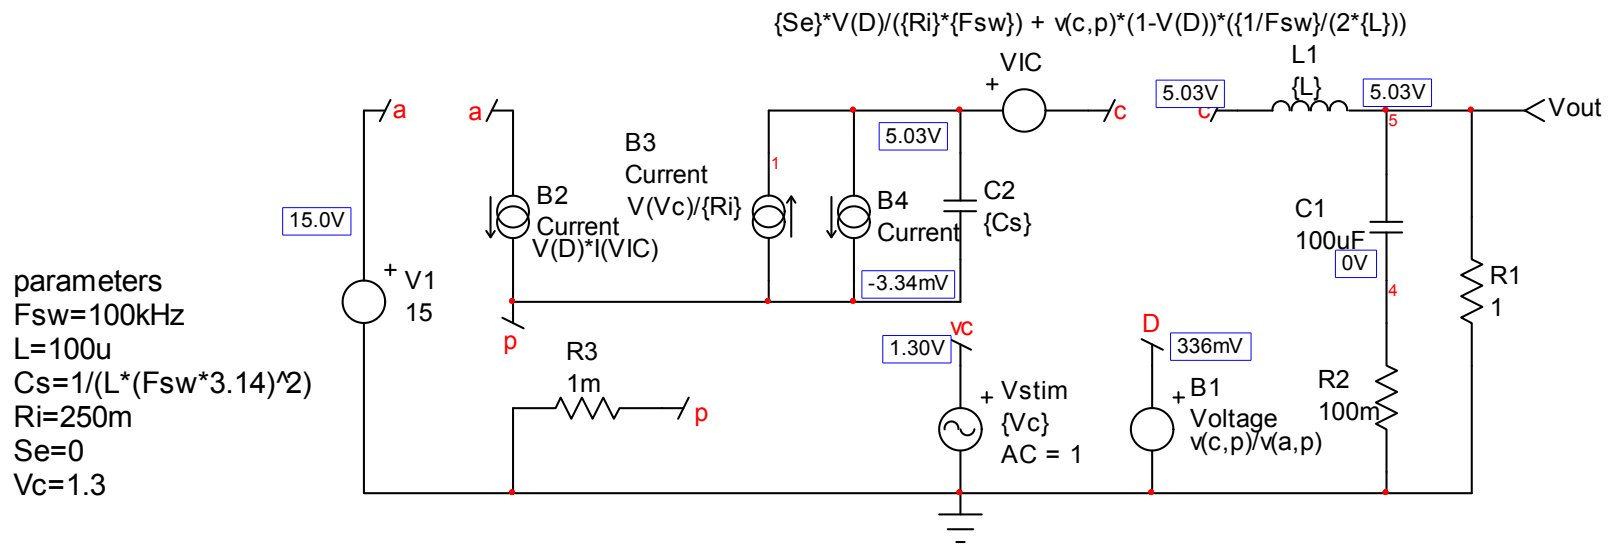 {Se}*V(D)/({Ri}*{Fsw}) + v(c,p)*(1-V(D))*({1/Fsw}/(2*{L}))
VIC
+
L1
{L}
5.03V
5.03V
a
a
c
c
5
Vout
5.03V
B3
Current
V(Vc)/{Ri}
1
B2
Current
V(D)*I(VIC)
B4
Current
C2
{Cs}
C1
100uF
0V
4
15.0V
+
V1
15
-3.34mV
R1
1
parameters
Fsw=100kHz
L=100u
Cs=1/(L*(Fsw*3.14)^2)
Ri=250m
Se=0
Vc=1.3
p
R3
1m
p
vc
1.30V
D
336mV
+
Vstim
{Vc}
AC = 1
+
B1
Voltage
v(c,p)/v(a,p)
R2
100m